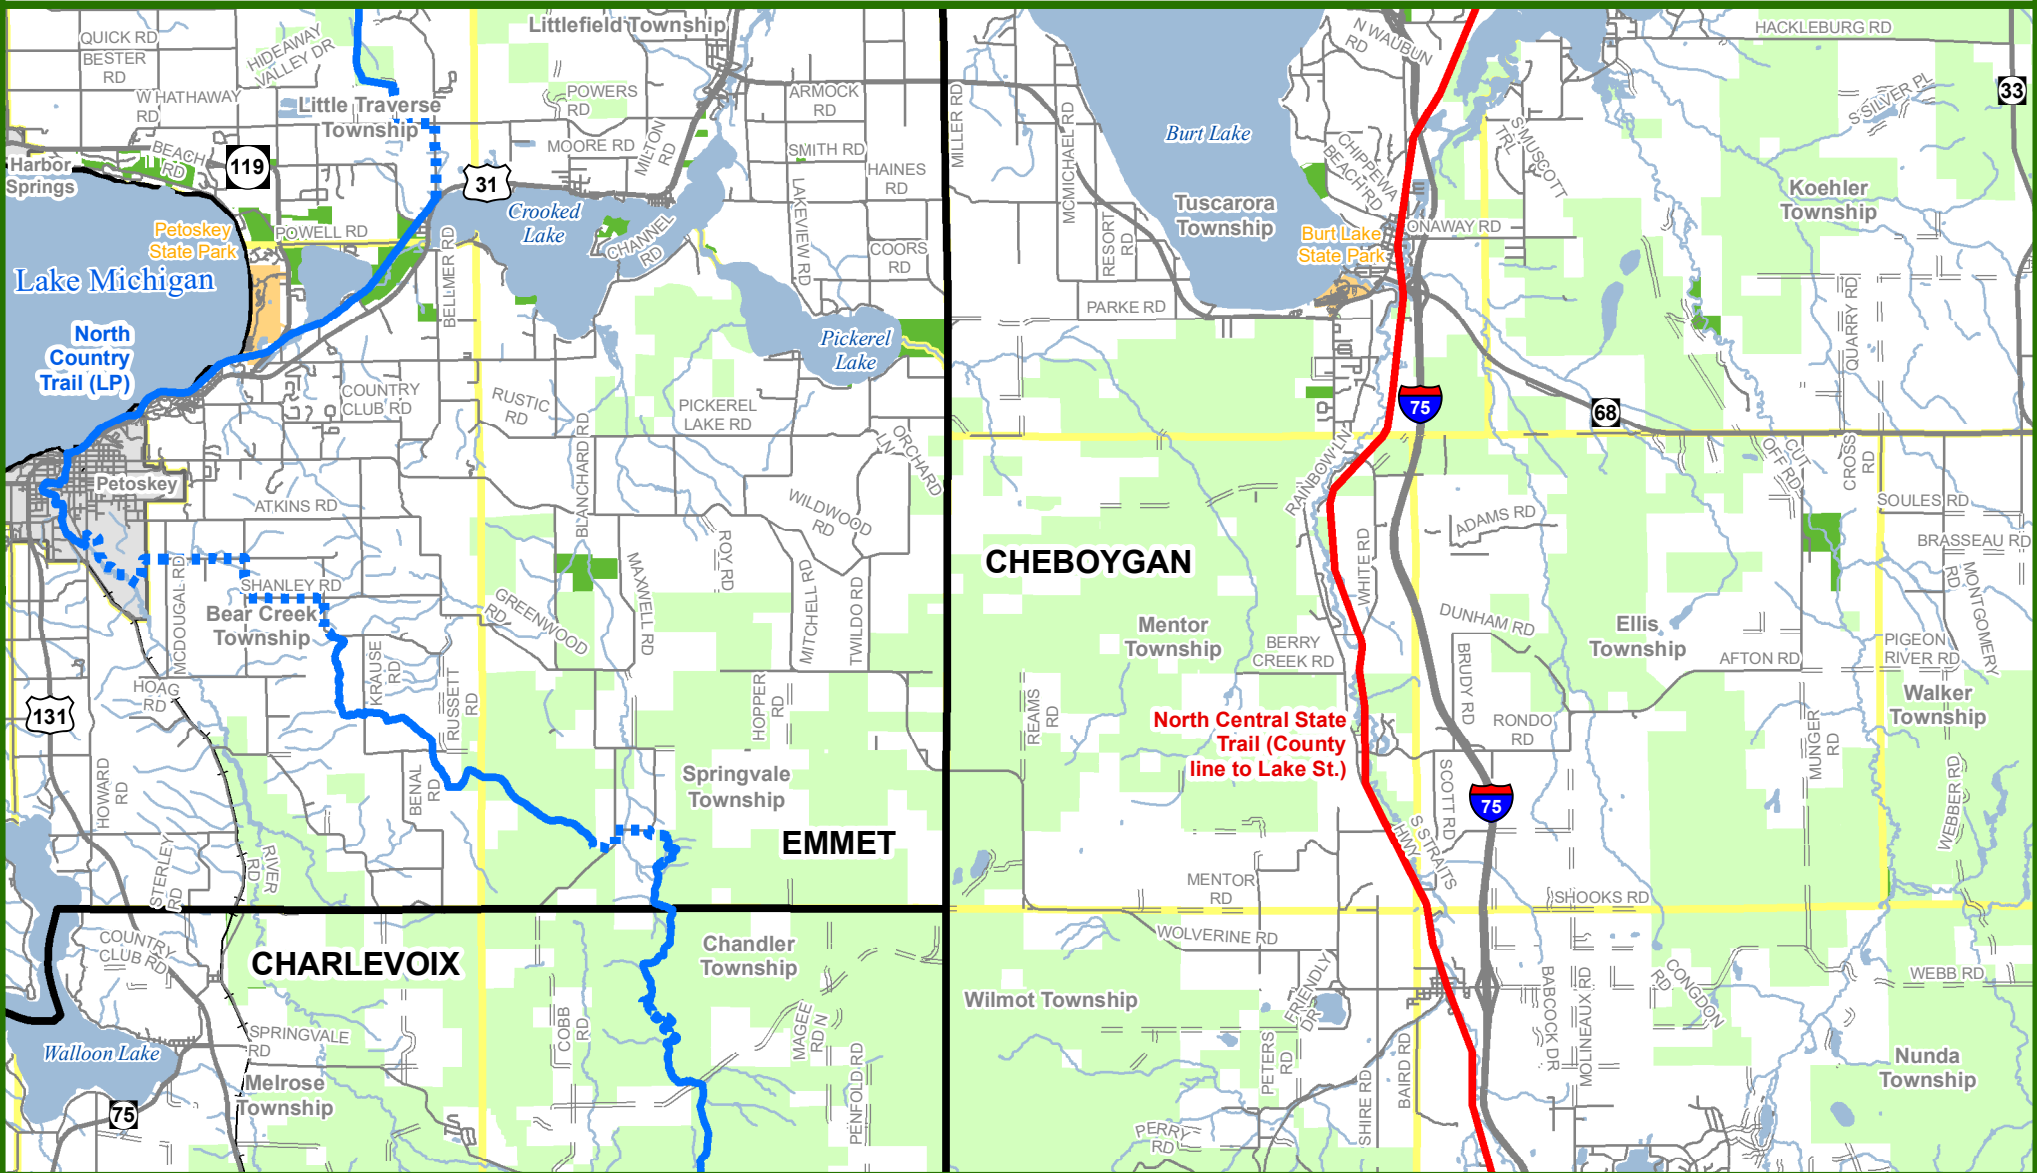 QUICK RD
BESTER
RD
HIDEAWAY
VALLEY DR
W HATHAWAY
RD
Little Traverse
Township
Littlefield Township
POWERS
RD
ARMOCK
RD
MOORE RD
MILTON
RD
SMITH RD
HAINES
RD
BEACH
RD
119
Harbor
Springs
31
Crooked
Lake
CHANNEL
RD
LAKEVIEW RD
COORS
RD
Petoskey
State Park
POWELL RD
BELLMER RD
Lake Michigan
North
Country
Trail (LP)
Pickerel
Lake
COUNTRY
CLUB RD
RUSTIC
RD
PICKEREL
LAKE RD
BLANCHARD RD
ORCHARD
LN
Petoskey
ATKINS RD
WILDWOOD
RD
ROY RD
MCDOUGAL RD
SHANLEY RD
Bear Creek
Township
GREENWOOD
RD
MAXWELL RD
MITCHELL RD
TWILDO RD
KRAUSE
RD
RUSSETT
RD
HOAG
RD
131
HOPPER
RD
HOWARD
RD
BENAL
RD
Springvale
Township
EMMET
STERLEY
RD
RIVER
RD
COUNTRY
CLUB RD
CHARLEVOIX
Chandler
Township
Walloon Lake
SPRINGVALE
RD
COBB
RD
MAGEE
RD N
PENFOLD RD
Melrose
Township
75
N WAUBUN
RD
HACKLEBURG RD
33
S SILVER PL
MILLER RD
MCMICHAEL RD
Burt Lake
CHIPPEWA
BEACH RD
S MUSCOTT
TRL
Koehler
Township
Tuscarora
Township
RESORT
RD
Burt Lake
State Park
ONAWAY RD
PARKE RD
QUARRY RD
75
68
RAINBOW LN
CUT
OFF RD
CROSS
RD
SOULES RD
ADAMS RD
CHEBOYGAN
WHITE RD
BRASSEAU RD
MONTGOMERY
RD
DUNHAM RD
Mentor
Township
BERRY
CREEK RD
Ellis
Township
PIGEON
RIVER RD
AFTON RD
BRUDY RD
REAMS
RD
North Central State
Trail (County
line to Lake St.)
RONDO
RD
Walker
Township
MUNGER
RD
SCOTT RD
75
WEBBER RD
S STRAITS
HWY
MENTOR
RD
SHOOKS RD
WOLVERINE RD
Wilmot Township
FRIENDLY
DR
BABCOCK DR
MOLINEAUX RD
CONGDON
RD
WEBB RD
PETERS
RD
BAIRD RD
SHIRE RD
Nunda
Township
PERRY
RD